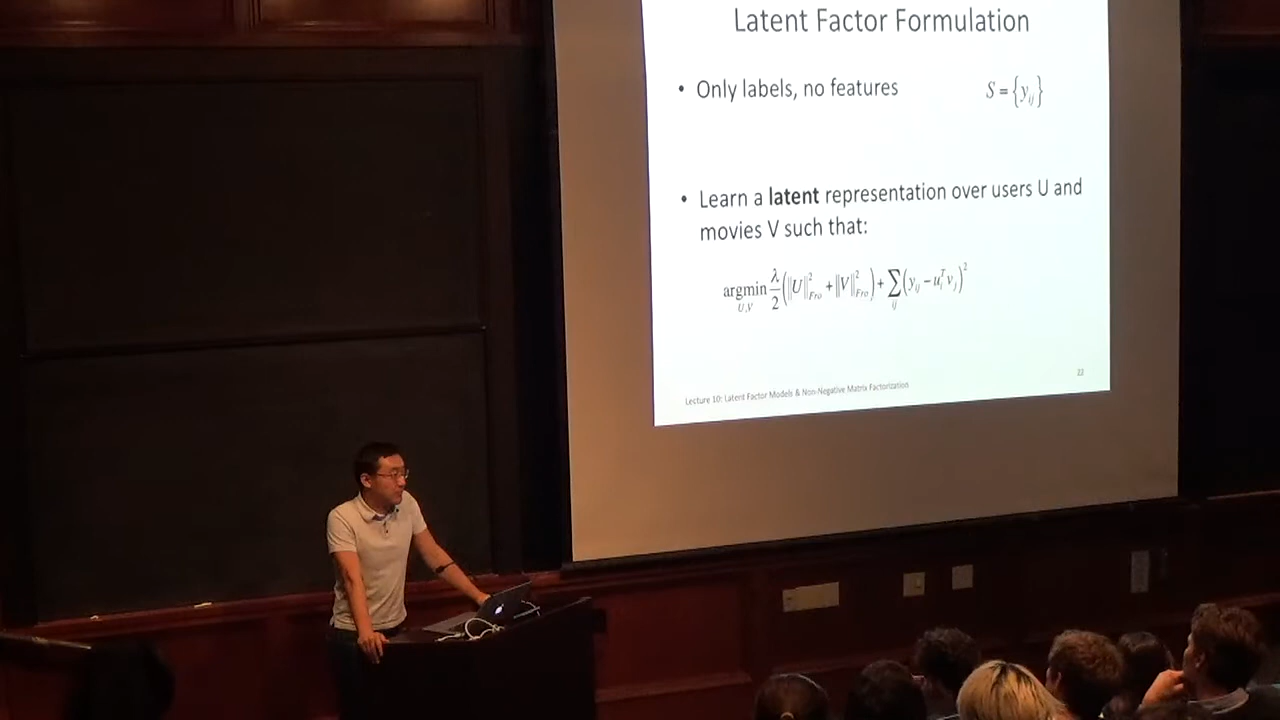 Latent Factor Formulation
• Only labels, no features S = {y_ij}
• Learn a latent representation over users U and
movies V such that:
argmin_{U,V} λ/2 (‖U‖²_Fro + ‖V‖²_Fro) + ∑_ij (y_ij − u_i^T v_j)²
Lecture 10: Latent Factor Models & Non-Negative Matrix Factorization